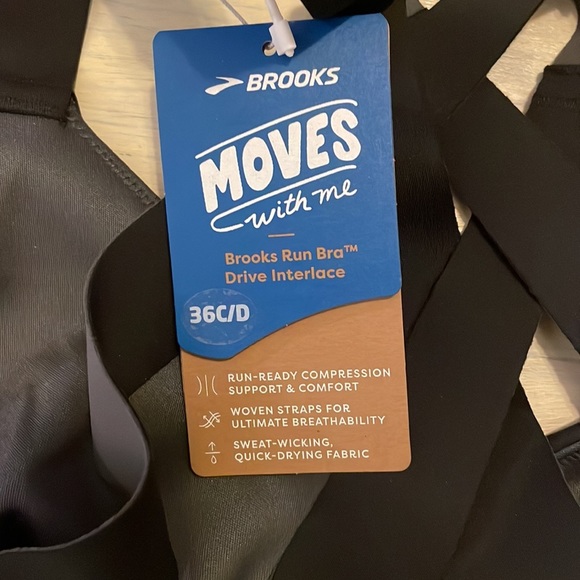 BROOKS
MOVES
with me
Brooks Run Bra™
Drive Interlace
36C/D
RUN-READY COMPRESSION
SUPPORT & COMFORT
WOVEN STRAPS FOR
ULTIMATE BREATHABILITY
SWEAT-WICKING,
QUICK-DRYING FABRIC